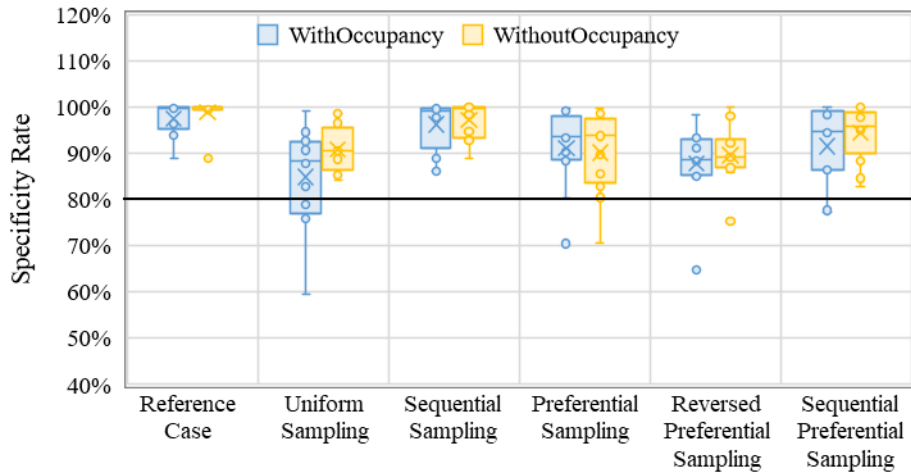 120%
110%
100%
90%
80%
70%
60%
50%
40%
Specificity Rate
WithOccupancy
WithoutOccupancy
Reference
Case
Uniform
Sampling
Sequential
Sampling
Preferential
Sampling
Reversed
Preferential
Sampling
Sequential
Preferential
Sampling